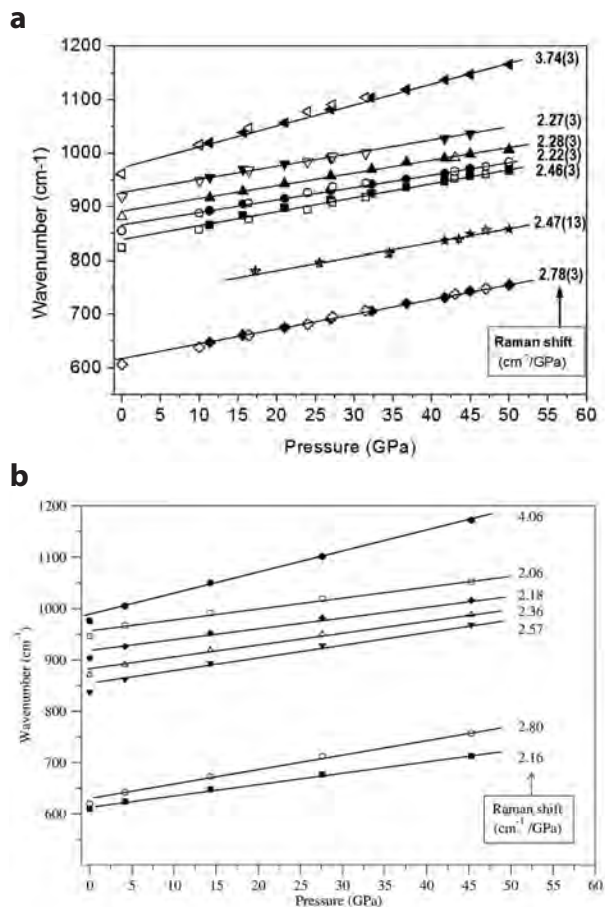 a
1200
1100
1000
900
800
700
600
Wavenumber (cm-1)
3.74(3)
2.27(3)
2.28(3)
2.22(3)
2.46(3)
2.47(13)
2.78(3)
Raman shift
(cm⁻/GPa)
0 5 10 15 20 25 30 35 40 45 50 55 60
Pressure (GPa)
b
1200
1100
1000
900
800
700
600
Wavenumber (cm⁻¹)
4.06
2.06
2.18
2.36
2.57
2.80
2.16
Raman shift
(cm⁻¹/GPa)
0 5 10 15 20 25 30 35 40 45 50 55 60
Pressure (GPa)